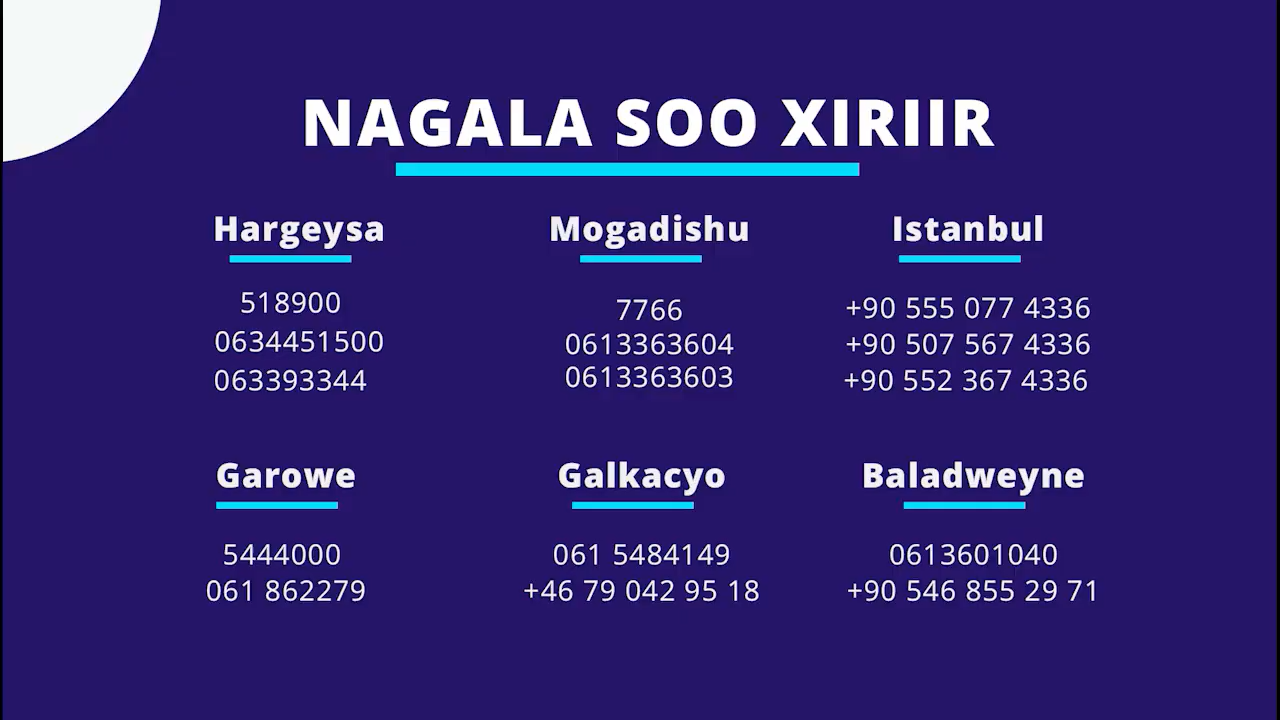 NAGALA SOO XIRIIR
Hargeysa
518900
0634451500
063393344
Mogadishu
7766
0613363604
0613363603
Istanbul
+90 555 077 4336
+90 507 567 4336
+90 552 367 4336
Garowe
5444000
061 862279
Galkacyo
061 5484149
+46 79 042 95 18
Baladweyne
0613601040
+90 546 855 29 71